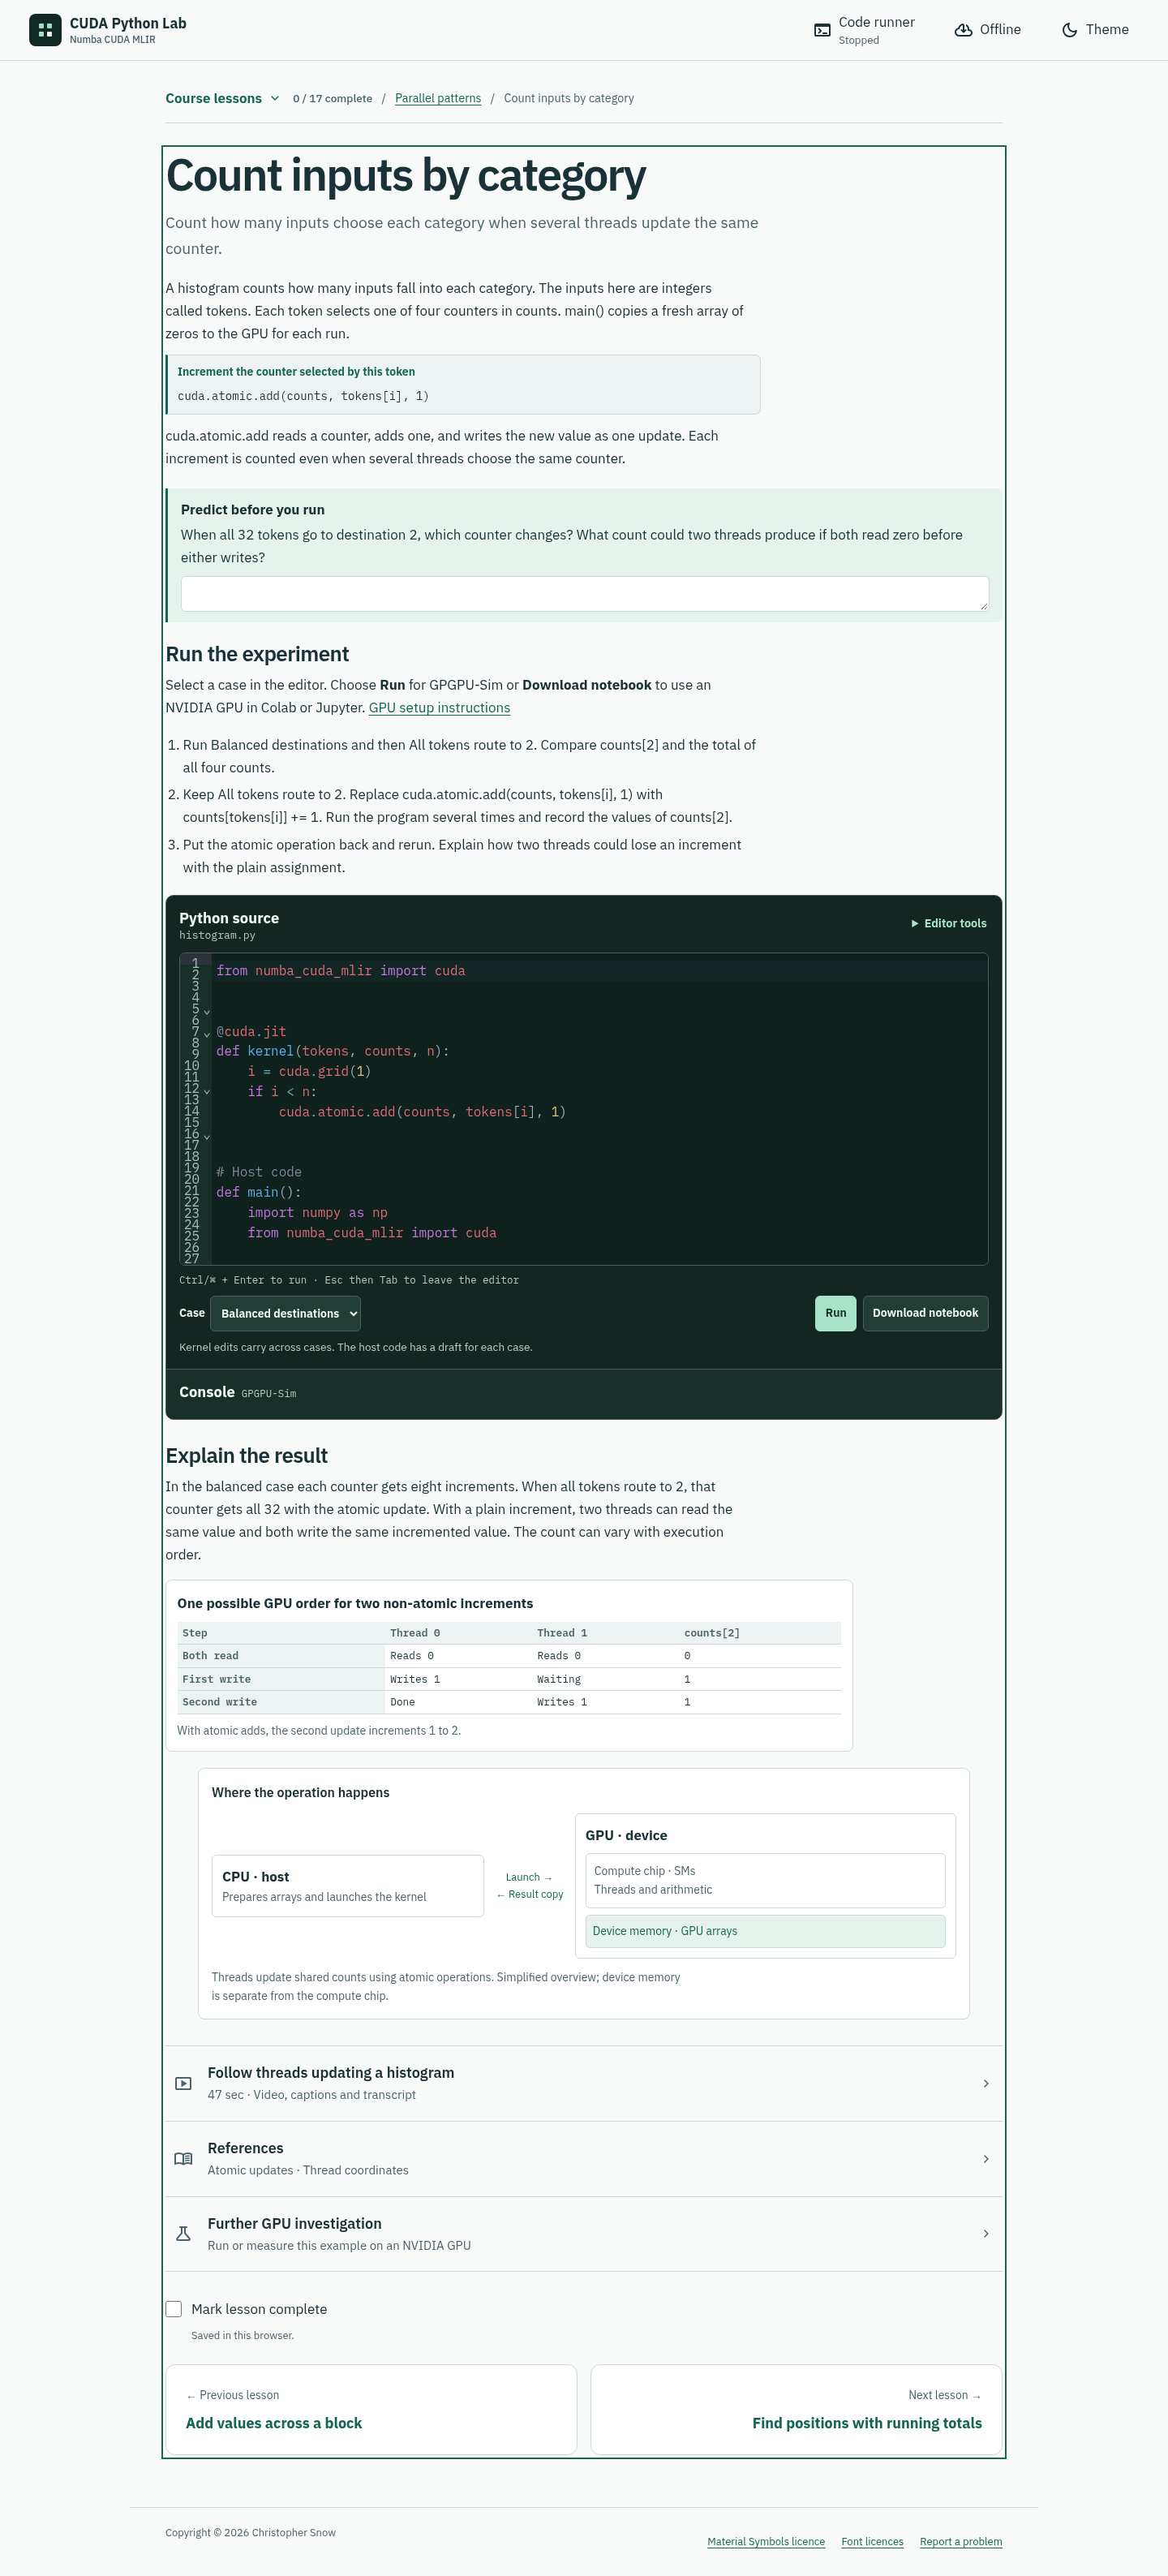 CUDA Python Lab
Numba CUDA MLIR
Code runner
Stopped
Offline
Theme
Course lessons
0 / 17 complete / Parallel patterns / Count inputs by category
Count inputs by category
Count how many inputs choose each category when several threads update the same
counter.
A histogram counts how many inputs fall into each category. The inputs here are integers
called tokens. Each token selects one of four counters in counts. main() copies a fresh array of
zeros to the GPU for each run.
Increment the counter selected by this token
cuda.atomic.add(counts, tokens[i], 1)
cuda.atomic.add reads a counter, adds one, and writes the new value as one update. Each
increment is counted even when several threads choose the same counter.
Predict before you run
When all 32 tokens go to destination 2, which counter changes? What count could two threads produce if both read zero before
either writes?
Run the experiment
Select a case in the editor. Choose Run for GPGPU-Sim or Download notebook to use an
NVIDIA GPU in Colab or Jupyter. GPU setup instructions
1. Run Balanced destinations and then All tokens route to 2. Compare counts[2] and the total of
all four counts.
2. Keep All tokens route to 2. Replace cuda.atomic.add(counts, tokens[i], 1) with
counts[tokens[i]] += 1. Run the program several times and record the values of counts[2].
3. Put the atomic operation back and rerun. Explain how two threads could lose an increment
with the plain assignment.
Python source
histogram.py
▶ Editor tools
1
2
3
4
5
6
7
8
9
10
11
12
13
14
15
16
17
18
19
20
21
22
23
24
25
26
27
from numba_cuda_mlir import cuda
@cuda.jit
def kernel(tokens, counts, n):
    i = cuda.grid(1)
    if i < n:
        cuda.atomic.add(counts, tokens[i], 1)
# Host code
def main():
    import numpy as np
    from numba_cuda_mlir import cuda
Ctrl/⌘ + Enter to run · Esc then Tab to leave the editor
Case Balanced destinations
Run
Download notebook
Kernel edits carry across cases. The host code has a draft for each case.
Console GPGPU-Sim
Explain the result
In the balanced case each counter gets eight increments. When all tokens route to 2, that
counter gets all 32 with the atomic update. With a plain increment, two threads can read the
same value and both write the same incremented value. The count can vary with execution
order.
One possible GPU order for two non-atomic increments
Step Thread 0 Thread 1 counts[2]
Both read Reads 0 Reads 0 0
First write Writes 1 Waiting 1
Second write Done Writes 1 1
With atomic adds, the second update increments 1 to 2.
Where the operation happens
CPU · host
Prepares arrays and launches the kernel
Launch →
← Result copy
GPU · device
Compute chip · SMs
Threads and arithmetic
Device memory · GPU arrays
Threads update shared counts using atomic operations. Simplified overview; device memory
is separate from the compute chip.
Follow threads updating a histogram
47 sec · Video, captions and transcript
References
Atomic updates · Thread coordinates
Further GPU investigation
Run or measure this example on an NVIDIA GPU
Mark lesson complete
Saved in this browser.
← Previous lesson
Add values across a block
Next lesson →
Find positions with running totals
Copyright © 2026 Christopher Snow
Material Symbols licence
Font licences
Report a problem